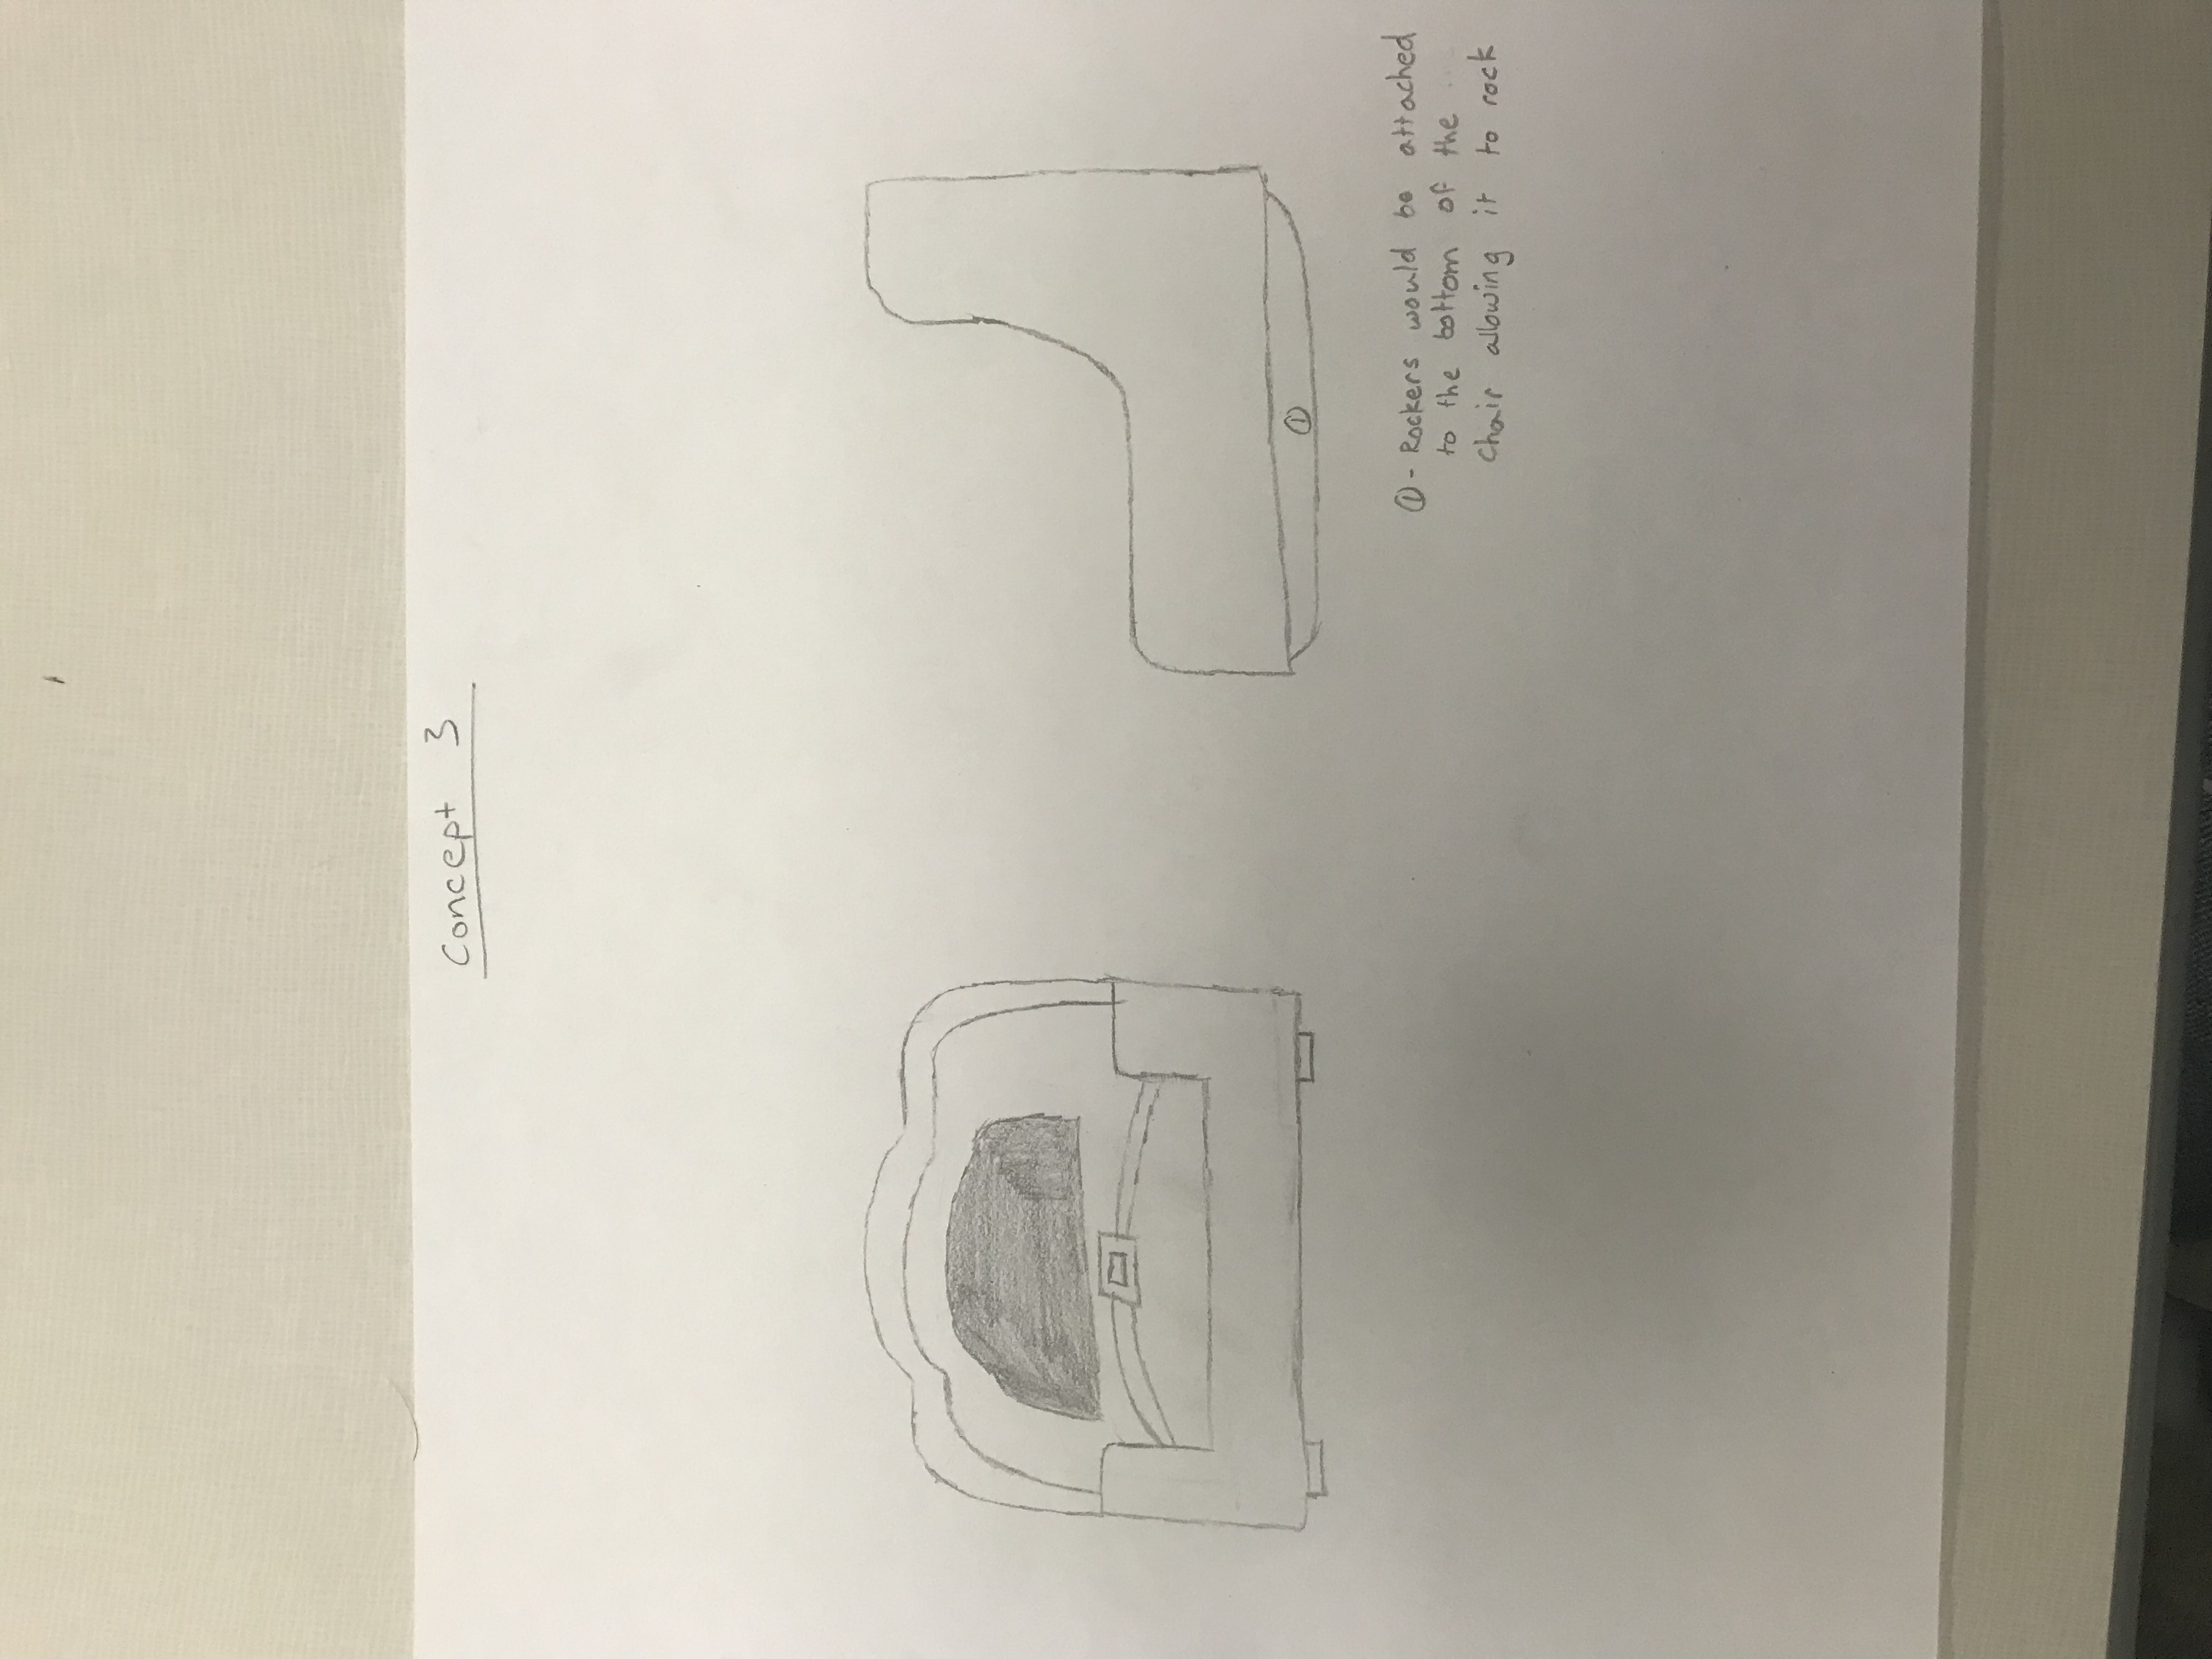 Concept 3
①
①- Rockers would be attached
to the bottom of the
Chair allowing it to rock